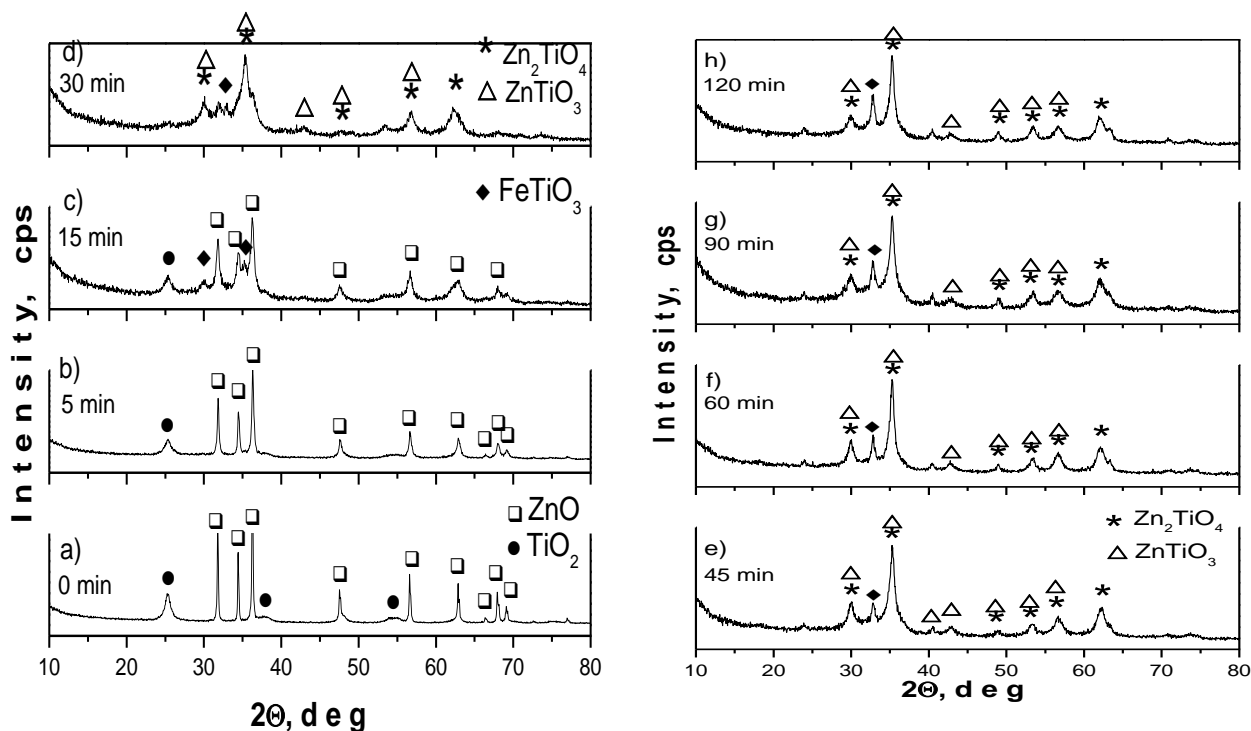 d)
30 min
* Zn₂TiO₄
△ ZnTiO₃
c)
15 min
◆ FeTiO₃
b)
5 min
a)
0 min
❑ ZnO
● TiO₂
10 20 30 40 50 60 70 80
2Θ, deg
Intensity, cps
h)
120 min
g)
90 min
f)
60 min
e)
45 min
* Zn₂TiO₄
△ ZnTiO₃
10 20 30 40 50 60 70 80
2Θ, deg
Intensity, cps